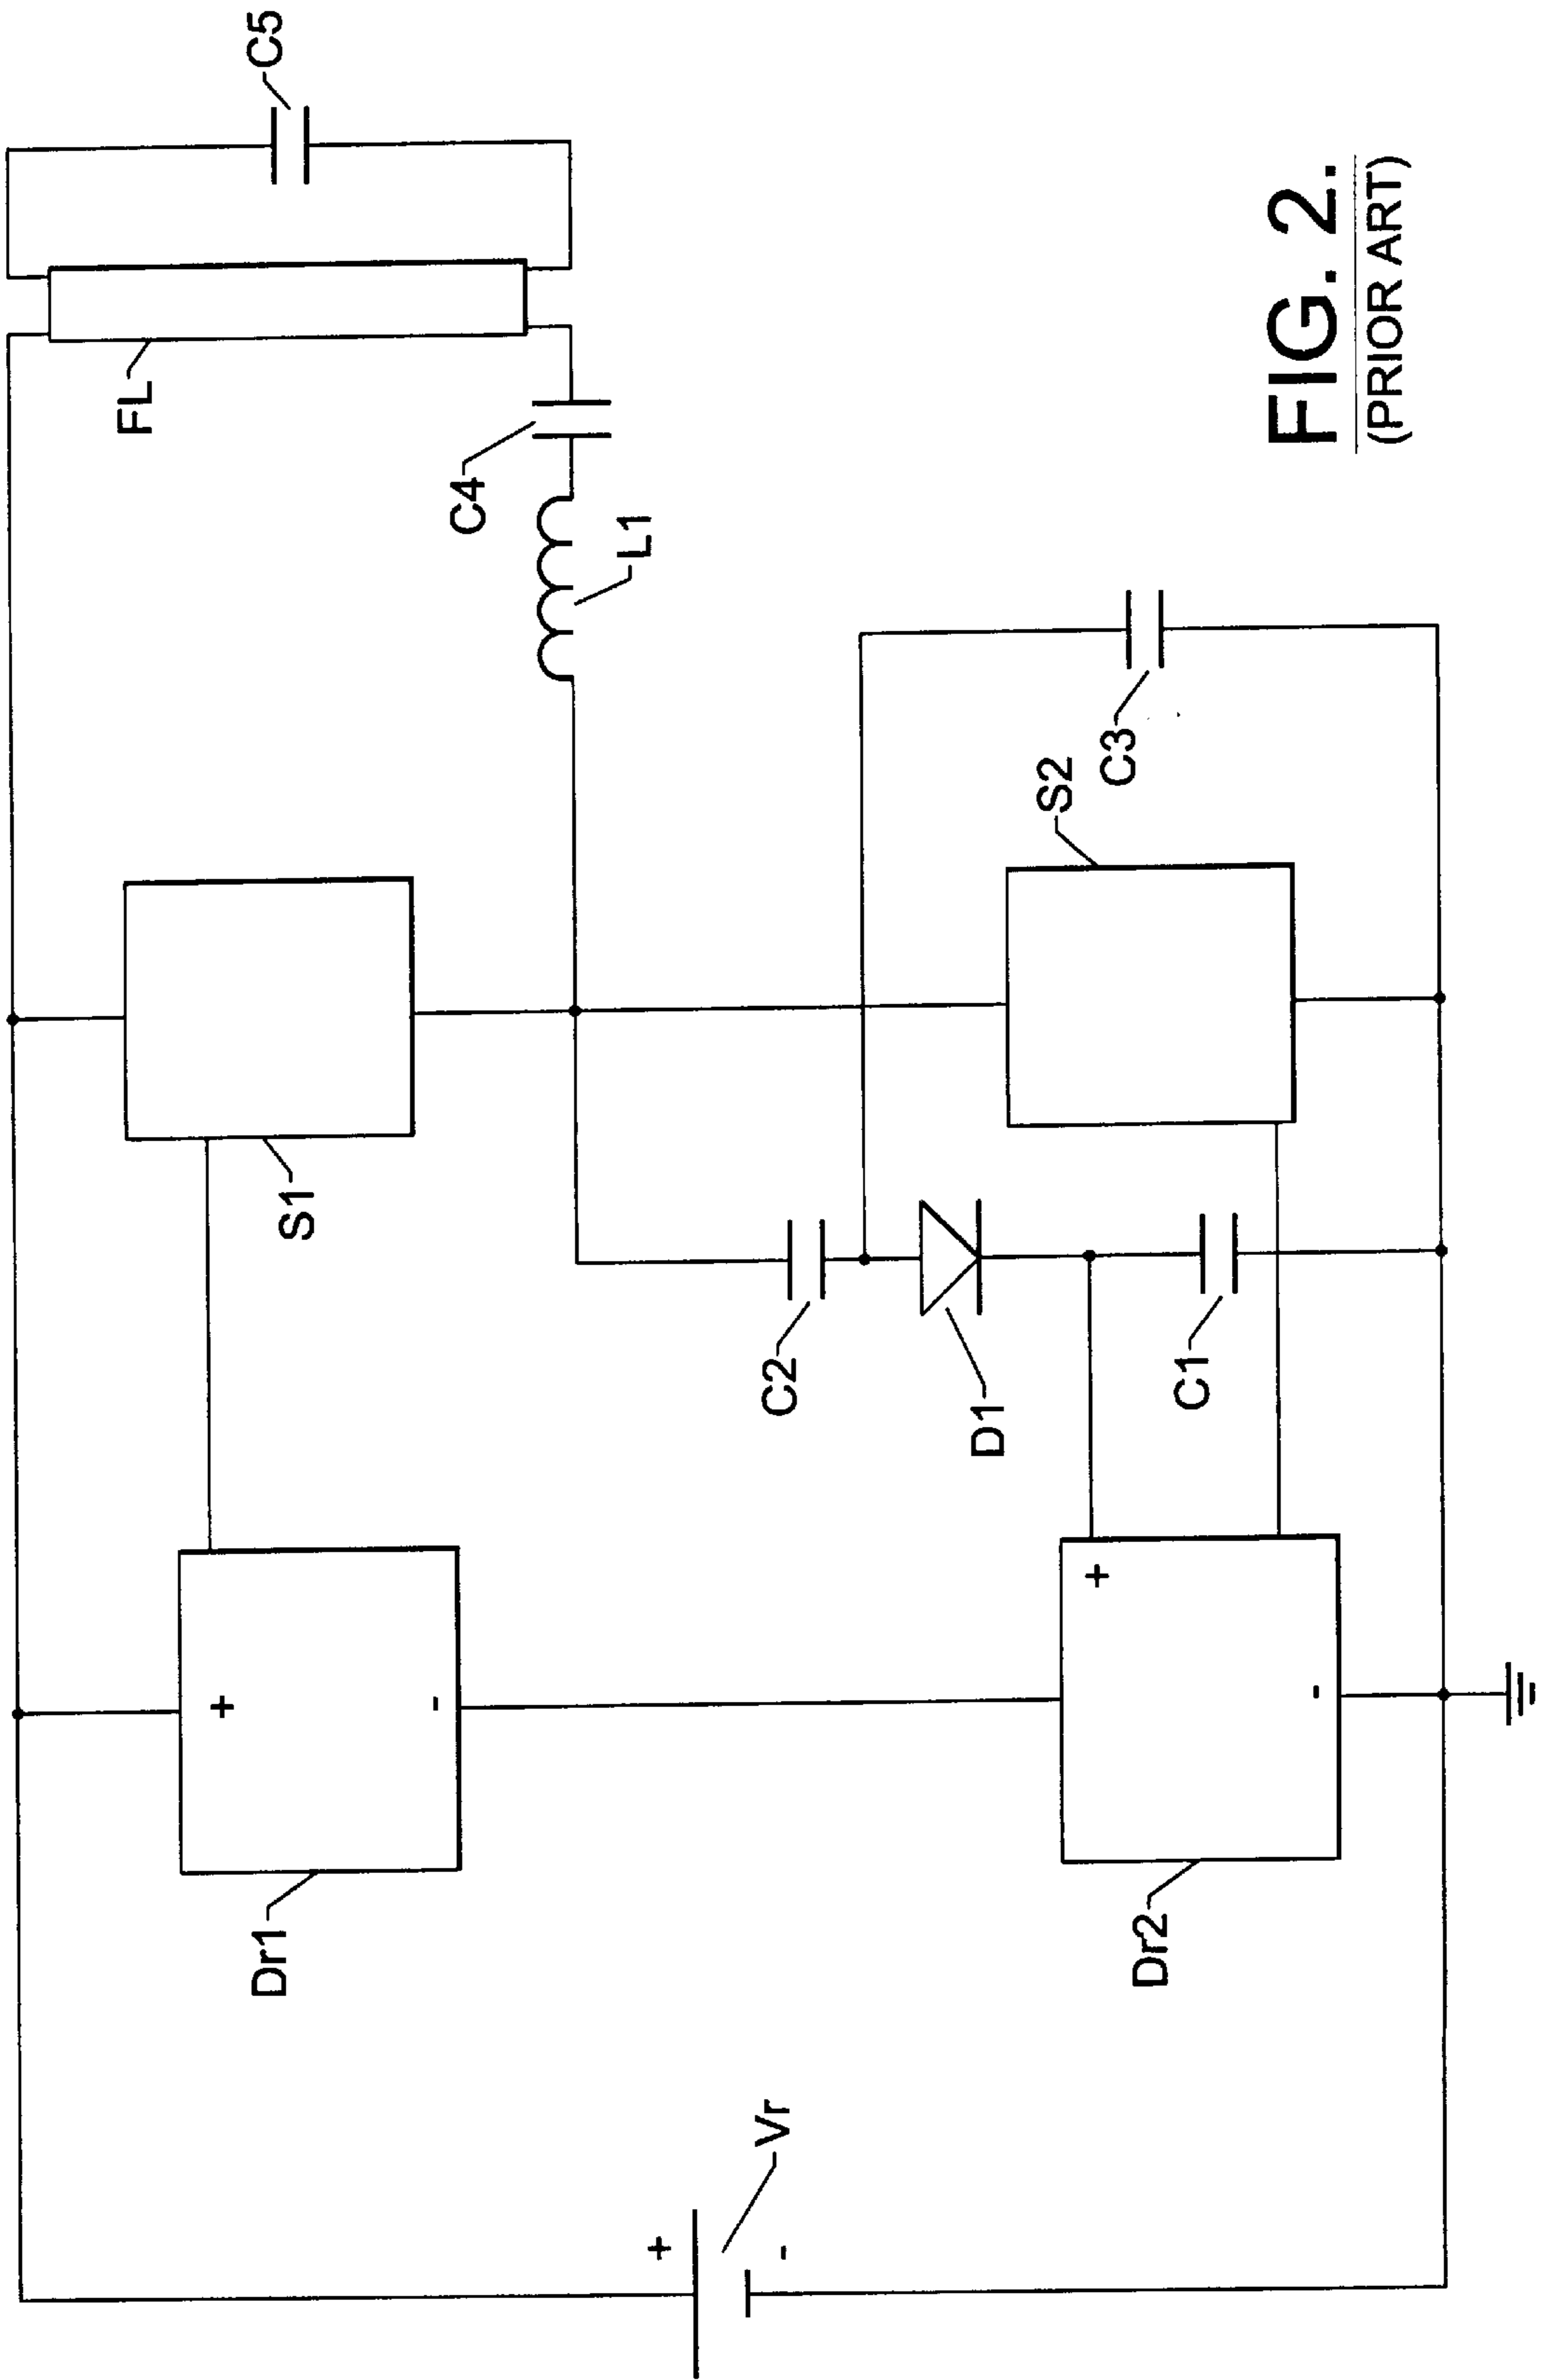 C5
FL
C4
L1
S1
S2
C3
C2
D1
C1
Dr1
+
-
Dr2
+
-
Vr
+
-
FIG. 2.
(PRIOR ART)